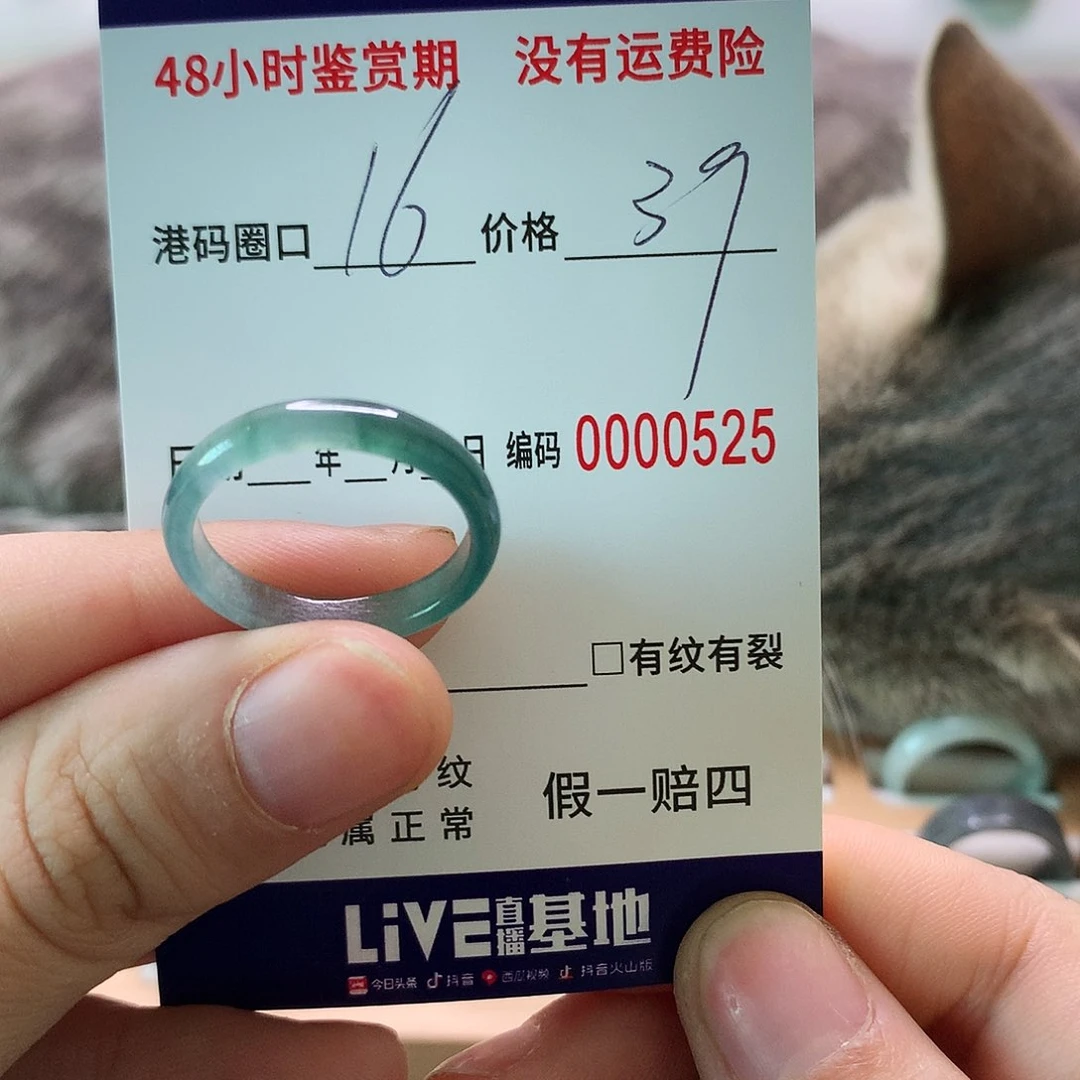 48小时鉴赏期 没有运费险
港码圈口 16 价格 39
日 年 月 日 编码 0000525
□有纹有裂
纹 假一赔四
属正常
LiVE直播基地
今日头条 抖音 西瓜视频 抖音火山版